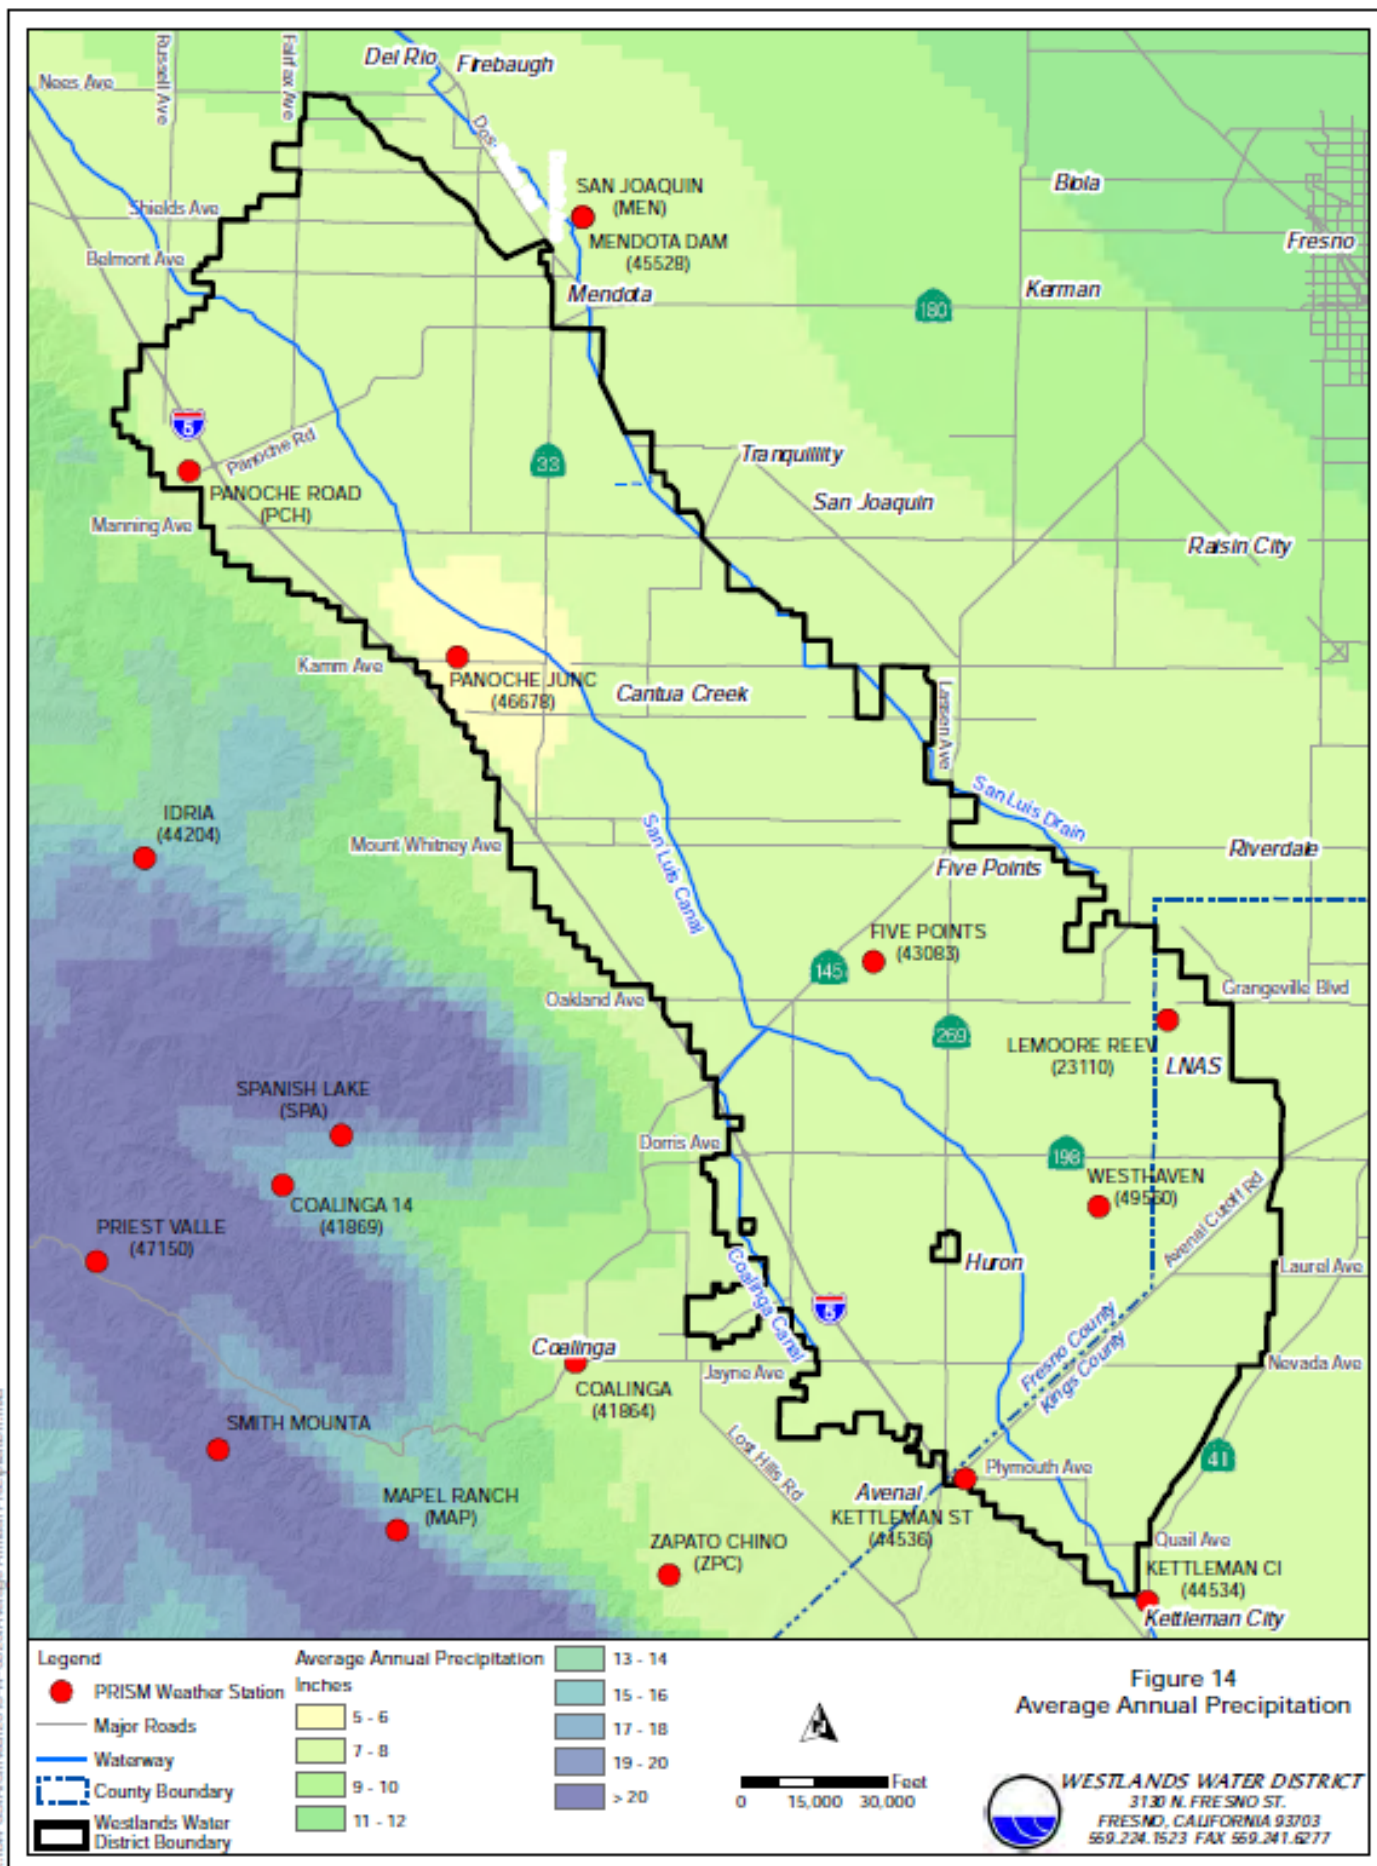 Del Rio
Firebaugh
Nees Ave
Russell Ave
Fairfax Ave
Dos
SAN JOAQUIN
(MEN)
Biola
Shields Ave
Fresno
MENDOTA DAM
(45528)
Belmont Ave
Mendota
Kerman
180
5
Panoche Rd
33
Tranquillity
PANOCHE ROAD
(PCH)
San Joaquin
Manning Ave
Raisin City
Kamm Ave
PANOCHE JUNC
(46678)
Cantua Creek
Lassen Ave
IDRIA
(44204)
San Luis Drain
Mount Whitney Ave
San Luis Canal
Riverdale
Five Points
FIVE POINTS
(43083)
145
Oakland Ave
Grangeville Blvd
269
LEMOORE REEV
(23110)
LNAS
SPANISH LAKE
(SPA)
Dorris Ave
198
WESTHAVEN
(49560)
COALINGA 14
(41869)
PRIEST VALLE
(47150)
Avenal Cutoff Rd
Huron
Laurel Ave
Coalinga Canal
5
Fresno County
Kings County
Coalinga
Jayne Ave
Nevada Ave
COALINGA
(41864)
SMITH MOUNTA
Lost Hills Rd
41
Plymouth Ave
MAPEL RANCH
(MAP)
Avenal
KETTLEMAN ST
(44536)
ZAPATO CHINO
(ZPC)
Quail Ave
KETTLEMAN CI
(44534)
Kettleman City
Legend
PRISM Weather Station
Major Roads
Waterway
County Boundary
Westlands Water
District Boundary
Average Annual Precipitation
Inches
5 - 6
7 - 8
9 - 10
11 - 12
13 - 14
15 - 16
17 - 18
19 - 20
> 20
N
Feet
0 15,000 30,000
Figure 14
Average Annual Precipitation
WESTLANDS WATER DISTRICT
3130 N. FRESNO ST.
FRESNO, CALIFORNIA 93703
559.224.1523 FAX 559.241.6277